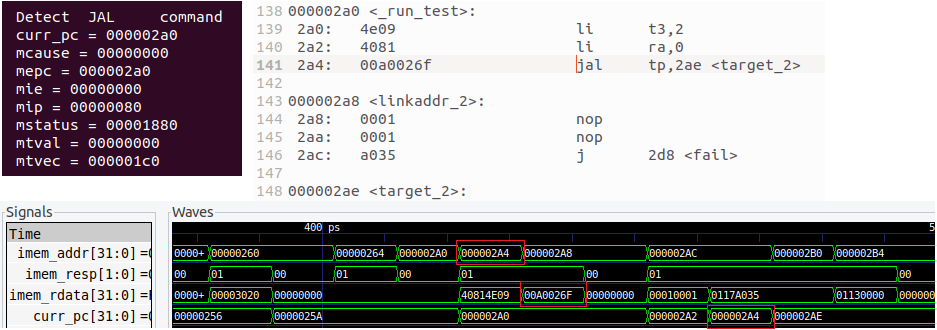 Detect  JAL     command
curr_pc = 000002a0
mcause = 00000000
mepc = 000002a0
mie = 00000000
mip = 00000080
mstatus = 00001880
mtval = 00000000
mtvec = 000001c0
138 000002a0 <_run_test>:
139 2a0: 4e09 li t3,2
140 2a2: 4081 li ra,0
141 2a4: 00a0026f jal tp,2ae <target_2>
142
143 000002a8 <linkaddr_2>:
144 2a8: 0001 nop
145 2aa: 0001 nop
146 2ac: a035 j 2d8 <fail>
147
148 000002ae <target_2>:
Signals
Waves
Time
400 ps
5
imem_addr[31:0] =0 0000+ 00000260 00000264 000002A0 000002A4 000002A8 000002AC 000002B0 000002B4
imem_resp[1:0] =0 00 01 00 01 00 01 00 01 00
imem_rdata[31:0] = 0000+ 00003020 00000000 40814E09 00A0026F 00000000 00010001 0117A035 01130000 000000
curr_pc[31:0] =0 00000256 0000025A 000002A0 000002A2 000002A4 000002AE